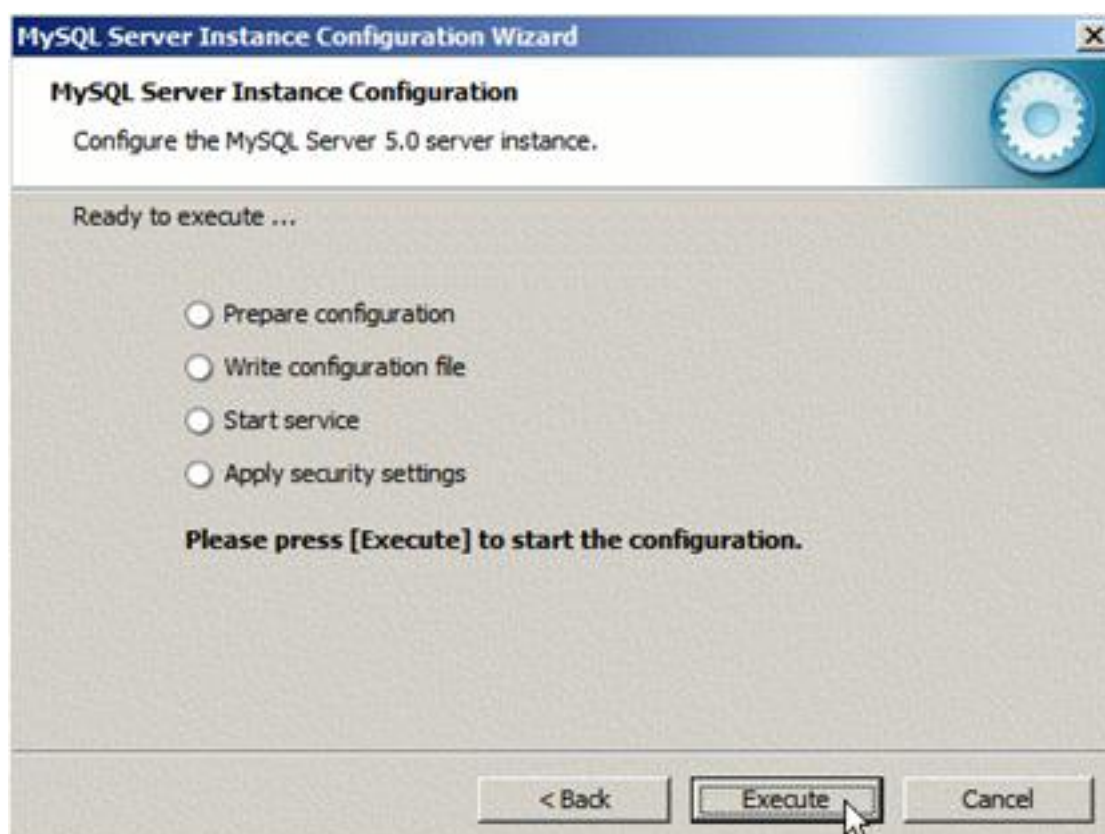 MySQL Server Instance Configuration Wizard
MySQL Server Instance Configuration
Configure the MySQL Server 5.0 server instance.
Ready to execute ...
Prepare configuration
Write configuration file
Start service
Apply security settings
Please press [Execute] to start the configuration.
< Back Execute Cancel